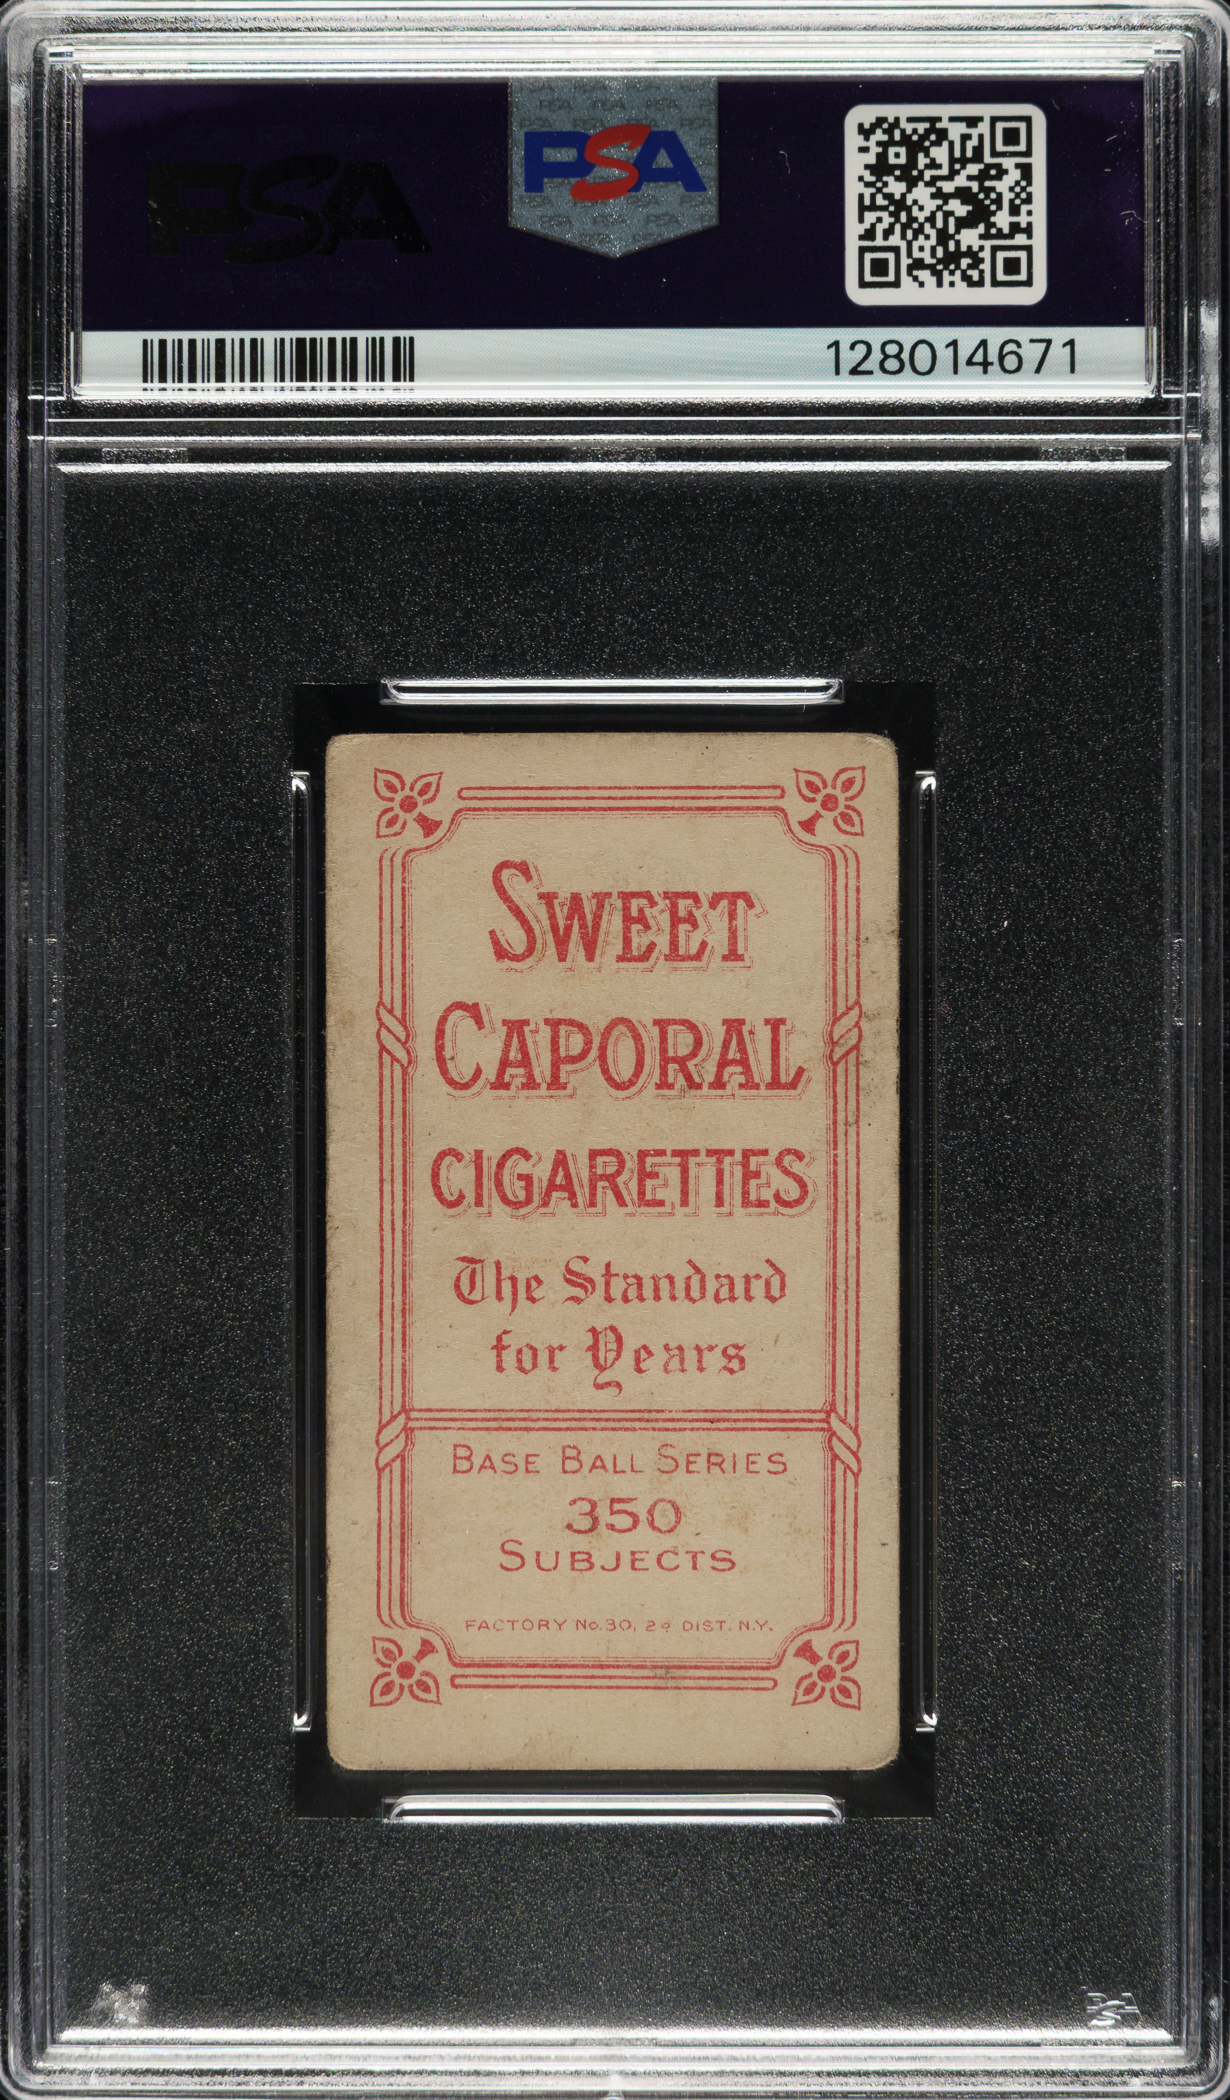 PSA
PSA
128014671
SWEET
CAPORAL
CIGARETTES
The Standard
for Years
BASE BALL SERIES
350
SUBJECTS
FACTORY No. 30, 2d DIST. N.Y.
PSA